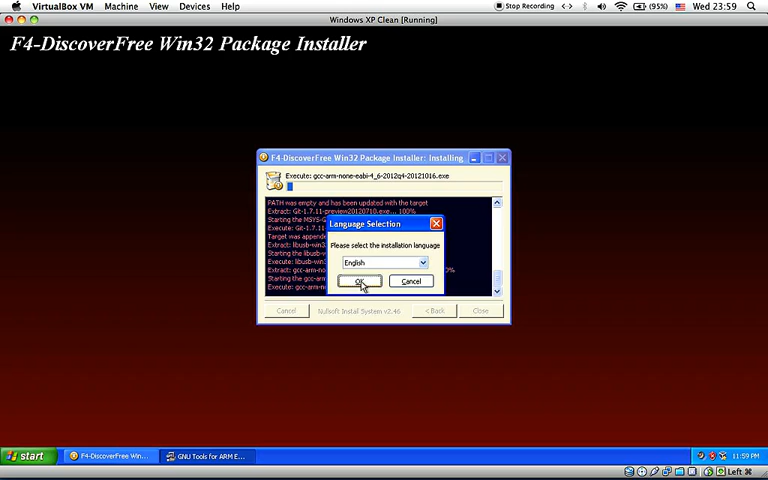 VirtualBox VM Machine View Devices Help
Stop Recording (95%) Wed 23:59
Windows XP Clean [Running]
F4-DiscoverFree Win32 Package Installer
F4-DiscoverFree Win32 Package Installer: Installing
Execute: gcc-arm-none-eabi-4_6-2012q4-20121016.exe
PATH was empty and has been updated with the target
Extract: Git-1.7.11-preview20120710.exe... 100%
Starting the MSYS-G
Execute: Git-1.7.11
Target was append
Extract: libusb-win3
Starting the libusb
Execute: libusb-win
Extract: gcc-arm-no 0%
Starting the gcc-ar
Execute: gcc-arm-n
Language Selection
Please select the installation language
English
OK Cancel
Cancel Nullsoft Install System v2.46 < Back Close
start F4-DiscoverFree Win... GNU Tools for ARM E... 11:59 PM
Left ⌘